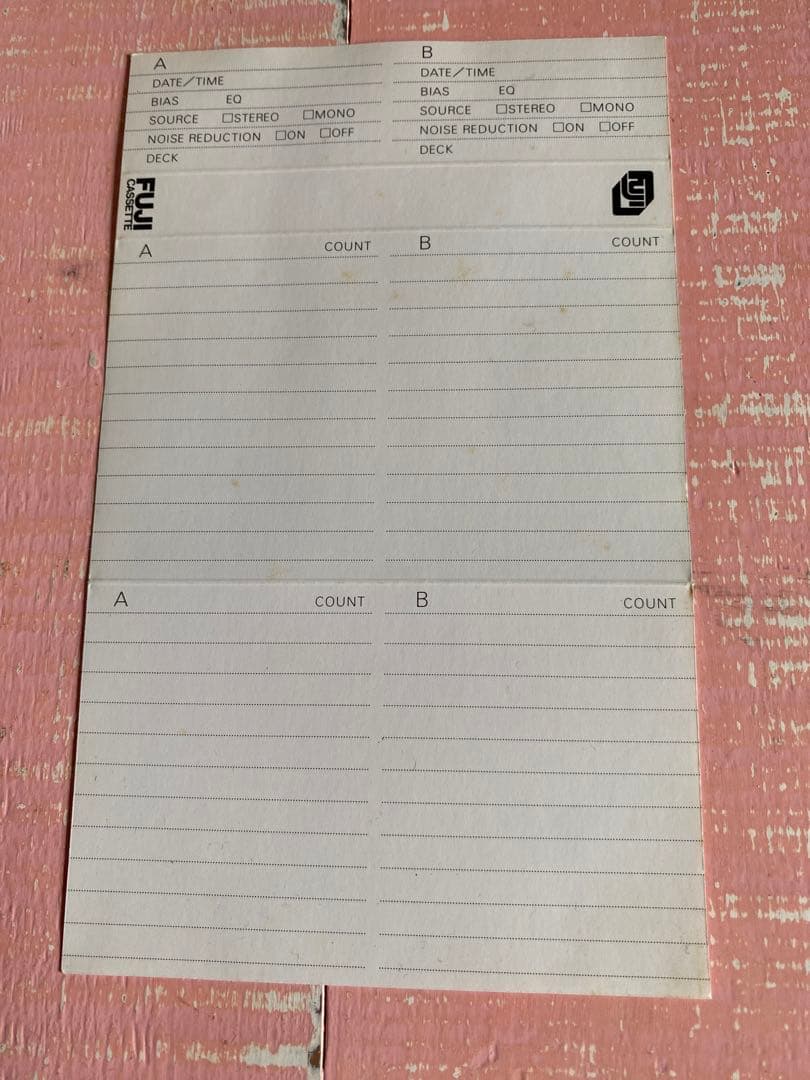 A B
DATE/TIME DATE/TIME
BIAS EQ BIAS EQ
SOURCE □STEREO □MONO SOURCE □STEREO □MONO
NOISE REDUCTION □ON □OFF NOISE REDUCTION □ON □OFF
DECK DECK
FUJI
CASSETTE
FUJI
A COUNT B COUNT
A COUNT B COUNT